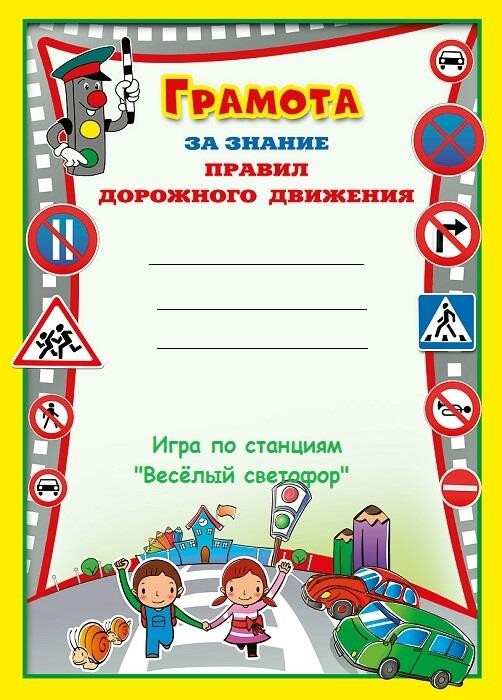 ГРАМОТА
ЗА ЗНАНИЕ
ПРАВИЛ
ДОРОЖНОГО ДВИЖЕНИЯ
Игра по станциям
"Весёлый светофор"